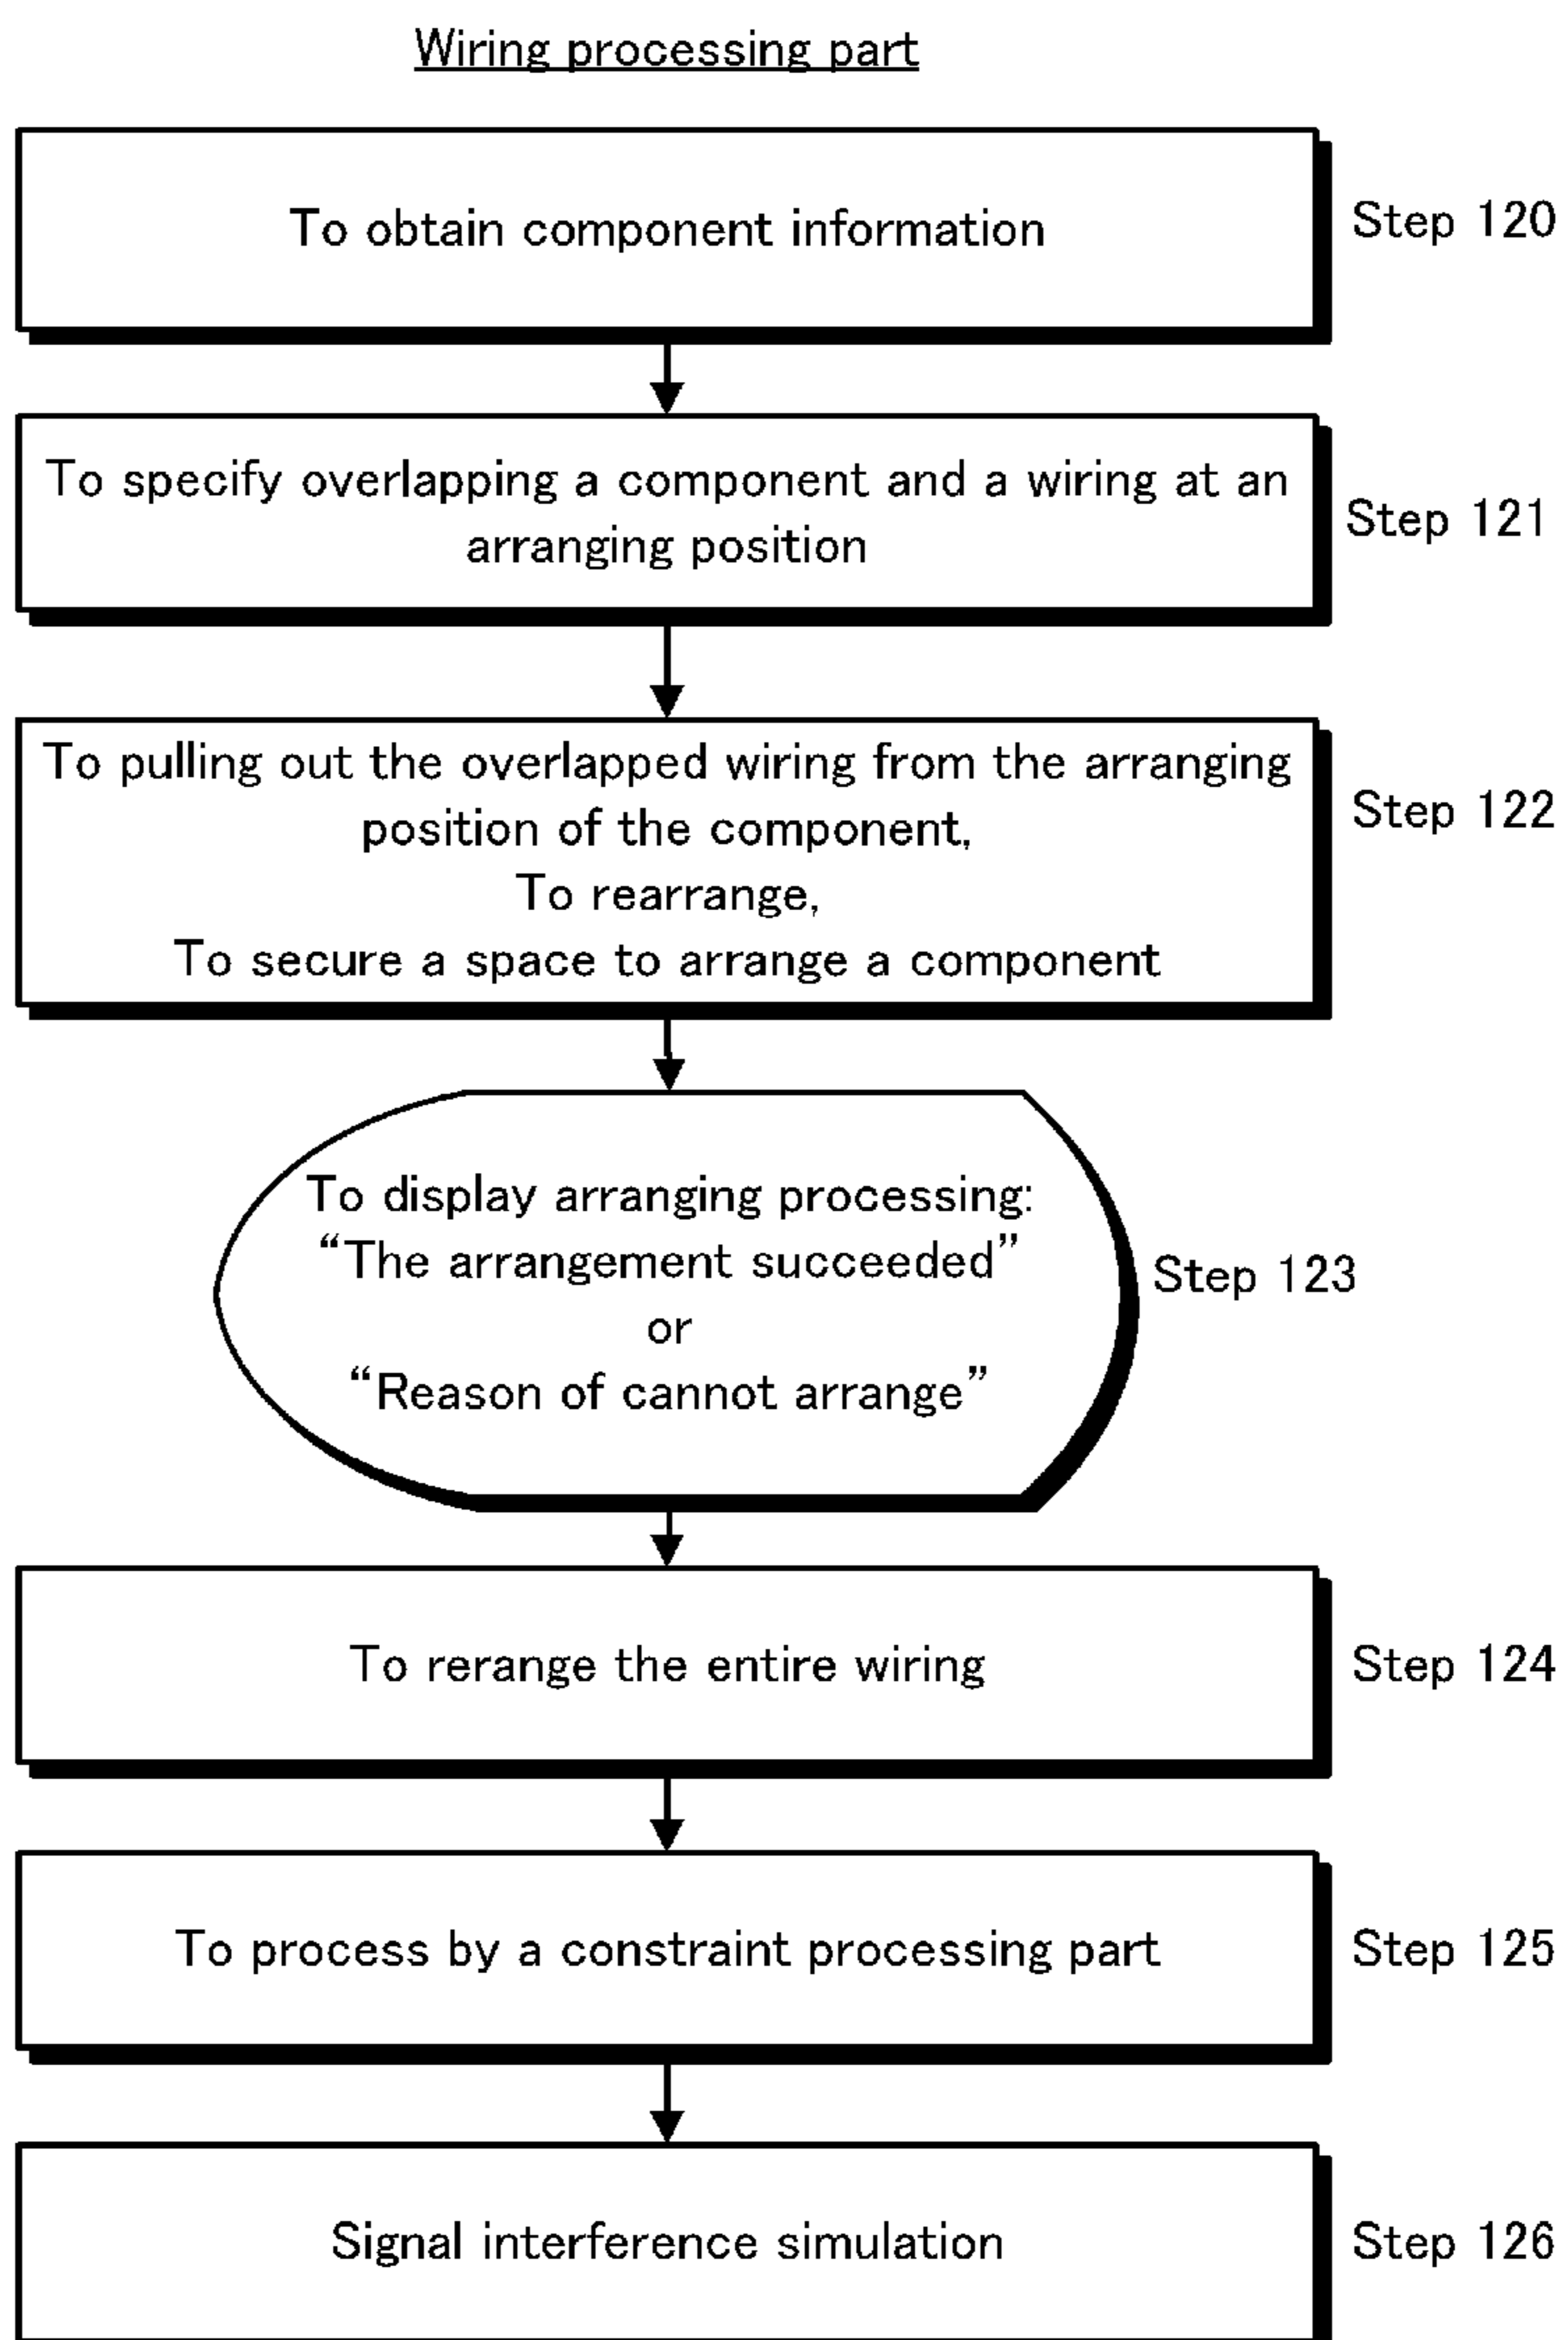 Wiring processing part
To obtain component information
Step 120
To specify overlapping a component and a wiring at an
arranging position
Step 121
To pulling out the overlapped wiring from the arranging
position of the component,
To rearrange,
To secure a space to arrange a component
Step 122
To display arranging processing:
“The arrangement succeeded”
or
“Reason of cannot arrange”
Step 123
To rerange the entire wiring
Step 124
To process by a constraint processing part
Step 125
Signal interference simulation
Step 126